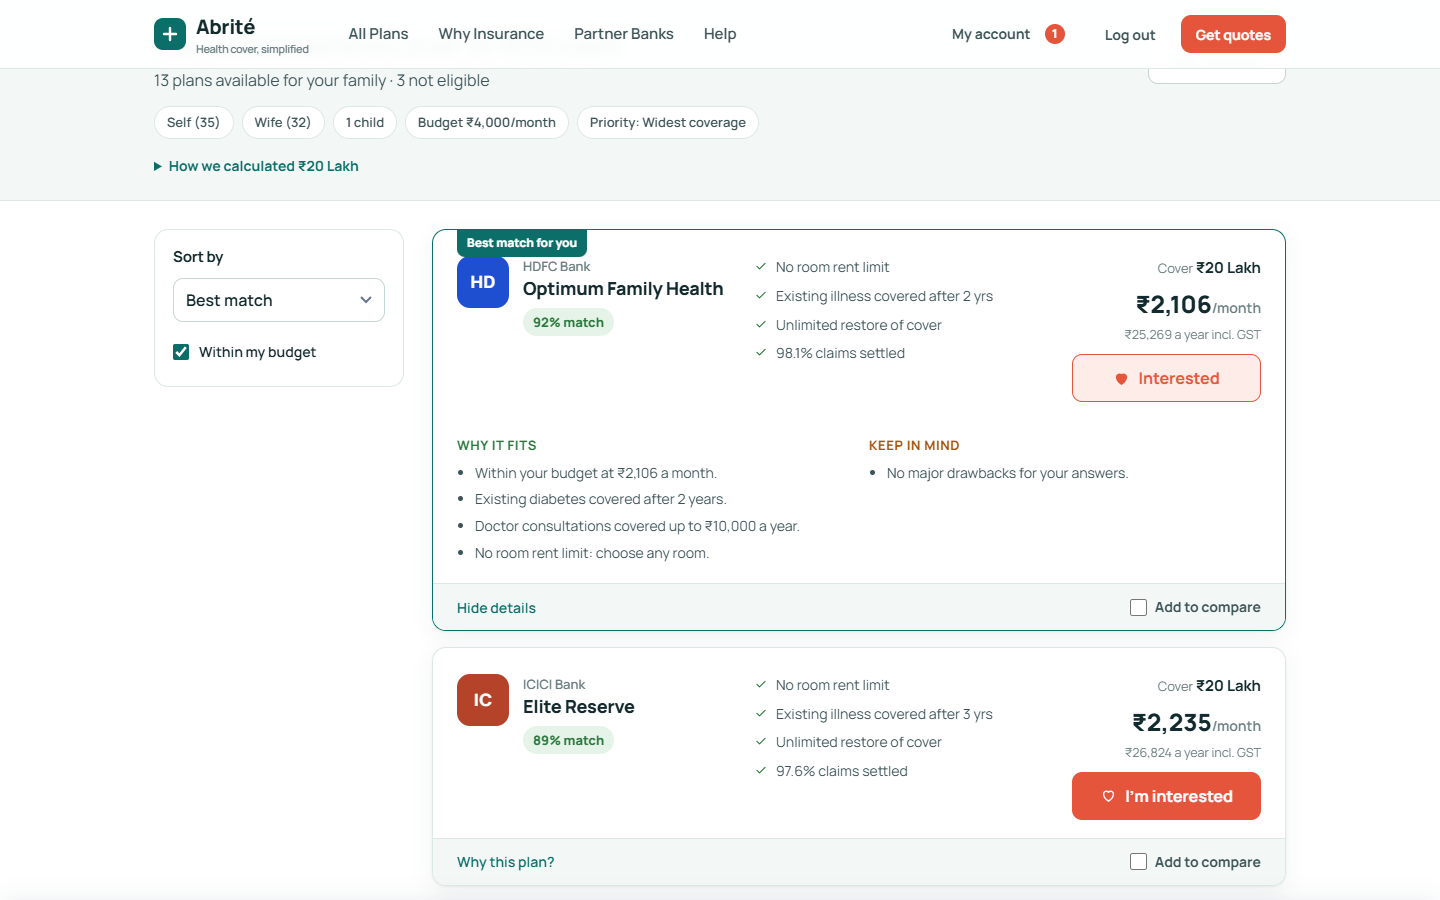 Abrité
Health cover, simplified
All Plans
Why Insurance
Partner Banks
Help
My account
1
Log out
Get quotes
13 plans available for your family · 3 not eligible
Self (35)
Wife (32)
1 child
Budget ₹4,000/month
Priority: Widest coverage
How we calculated ₹20 Lakh
Sort by
Best match
Within my budget
Best match for you
HD
HDFC Bank
Optimum Family Health
92% match
No room rent limit
Existing illness covered after 2 yrs
Unlimited restore of cover
98.1% claims settled
Cover ₹20 Lakh
₹2,106/month
₹25,269 a year incl. GST
Interested
WHY IT FITS
Within your budget at ₹2,106 a month.
Existing diabetes covered after 2 years.
Doctor consultations covered up to ₹10,000 a year.
No room rent limit: choose any room.
KEEP IN MIND
No major drawbacks for your answers.
Hide details
Add to compare
IC
ICICI Bank
Elite Reserve
89% match
No room rent limit
Existing illness covered after 3 yrs
Unlimited restore of cover
97.6% claims settled
Cover ₹20 Lakh
₹2,235/month
₹26,824 a year incl. GST
I'm interested
Why this plan?
Add to compare